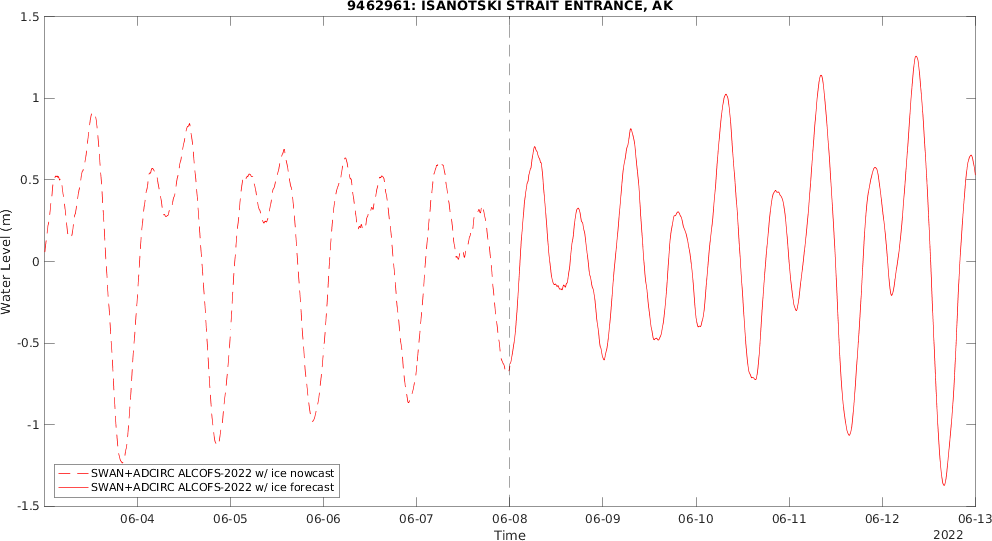 9462961: ISANOTSKI STRAIT ENTRANCE, AK
1.5
1
0.5
0
-0.5
-1
-1.5
Water Level (m)
SWAN+ADCIRC ALCOFS-2022 w/ ice nowcast
SWAN+ADCIRC ALCOFS-2022 w/ ice forecast
06-04 06-05 06-06 06-07 06-08 06-09 06-10 06-11 06-12 06-13
Time
2022